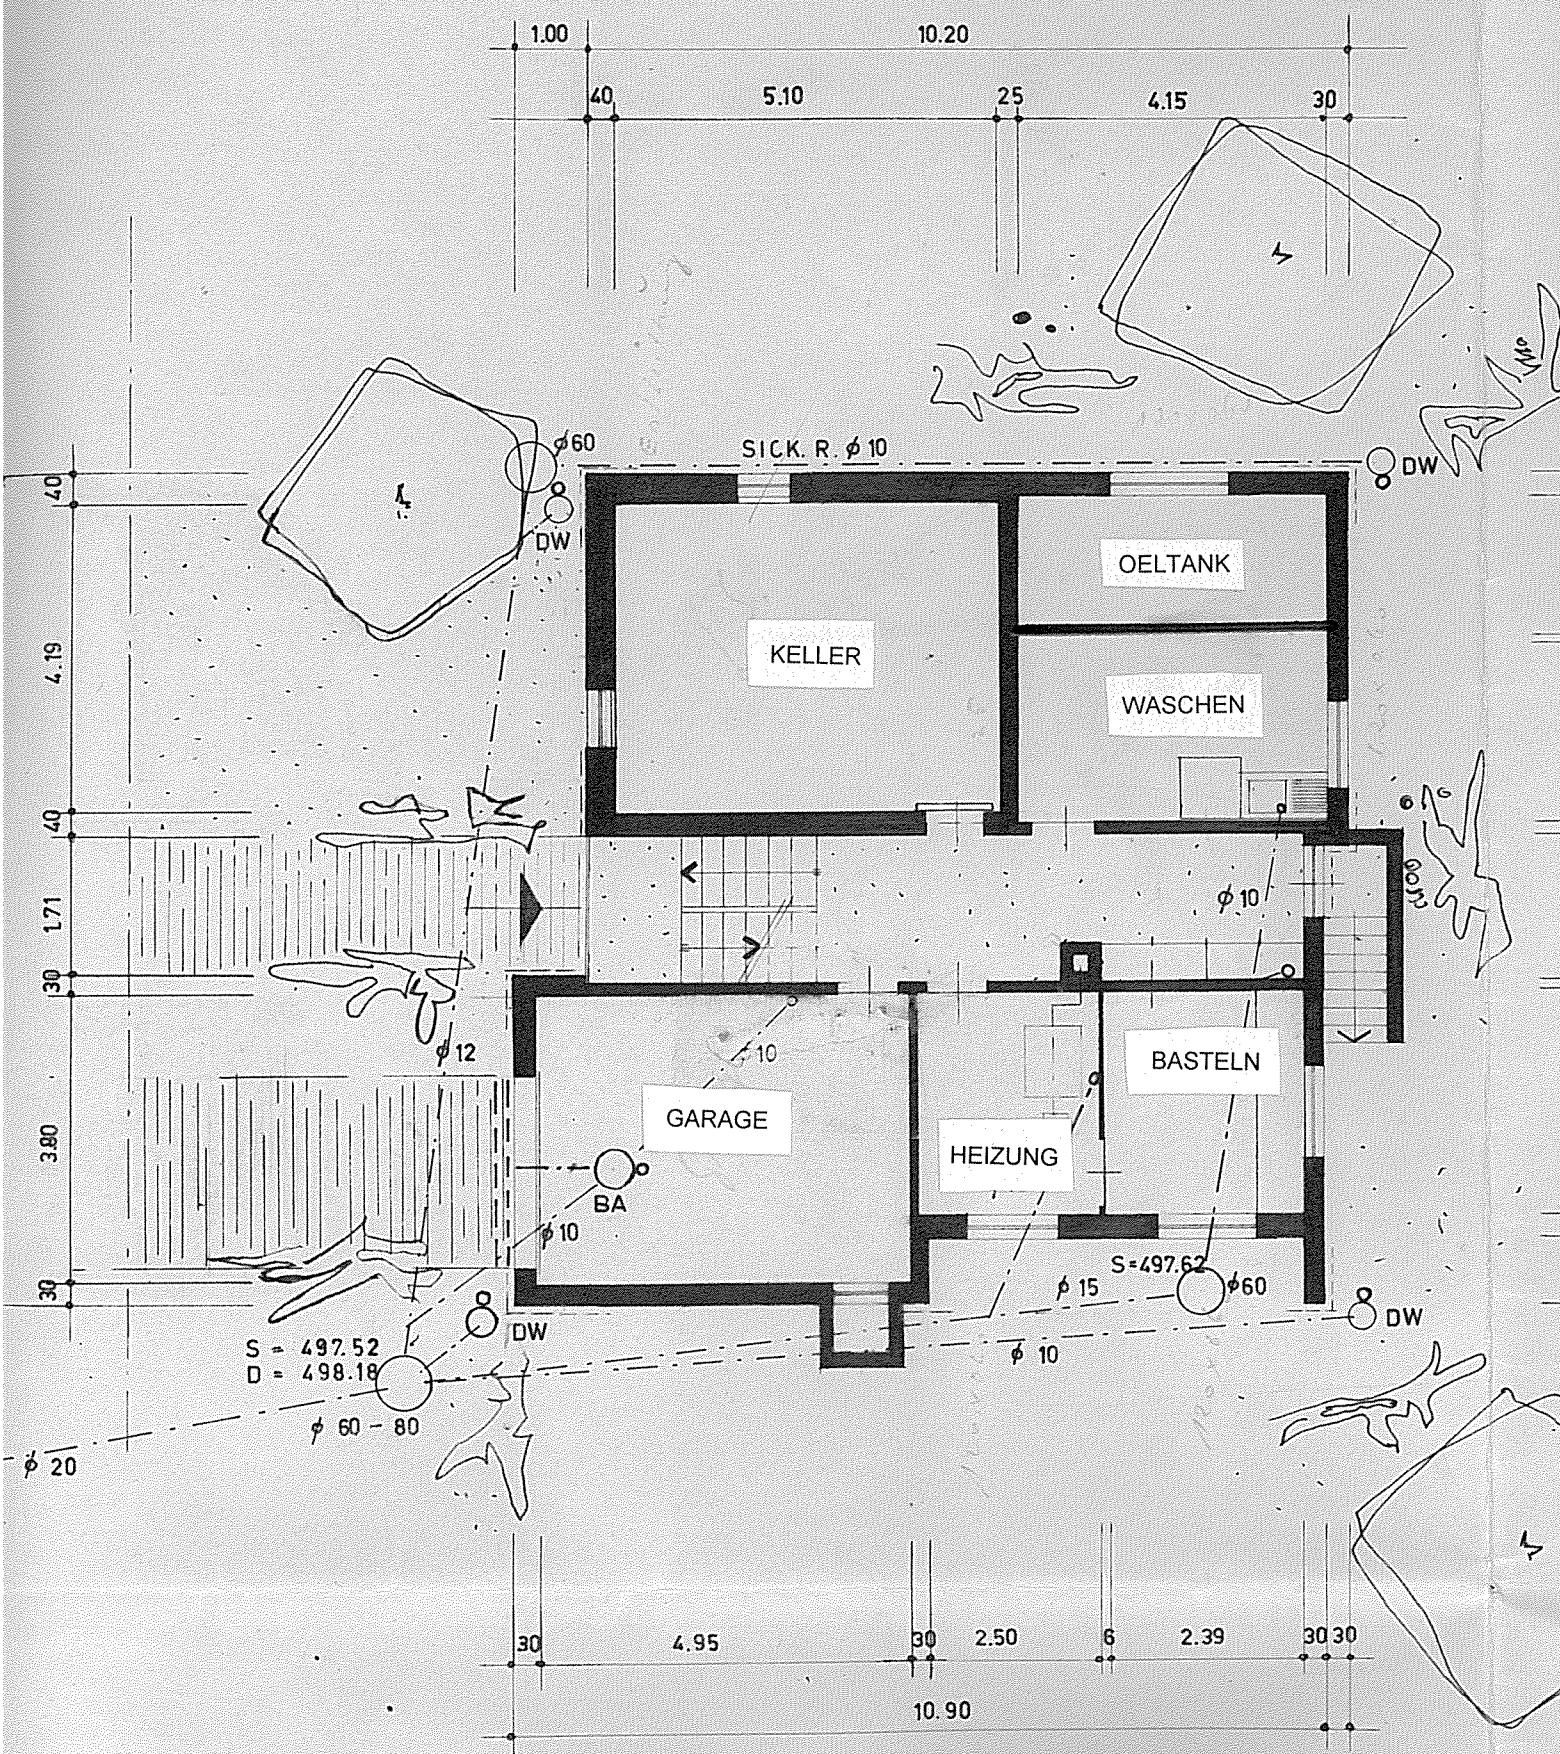 1.00
10.20
40
5.10
25
4.15
30
φ60
SICK. R. φ 10
DW
DW
40
4.19
40
1.71
30
3.80
30
OELTANK
KELLER
WASCHEN
φ 10
φ 12
10
BASTELN
GARAGE
HEIZUNG
BA
φ 10
S=497.62
φ 15
φ60
DW
DW
S = 497.52
D = 498.18
φ 10
φ 60 - 80
φ 20
30
4.95
30
2.50
6
2.39
30 30
10.90